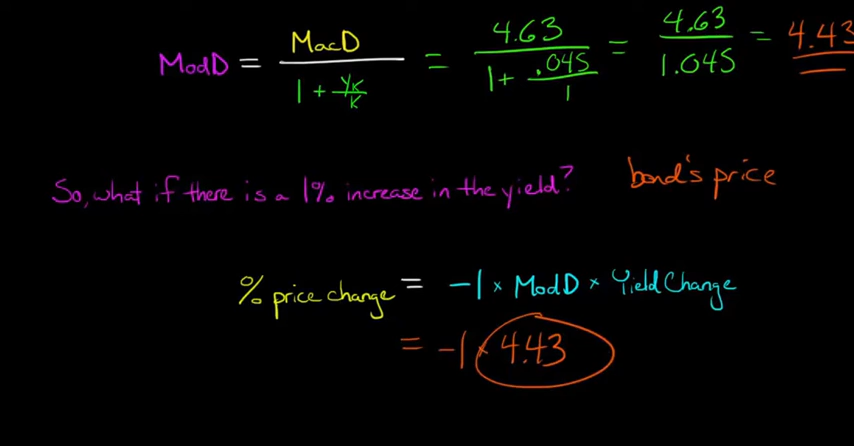 ModD = MacD / 1 + yk/k = 4.63 / 1 + .045/1 = 4.63 / 1.045 = 4.43
So, what if there is a 1% increase in the yield? bond's price
% price change = -1 × ModD × Yield Change
= -1 × 4.43